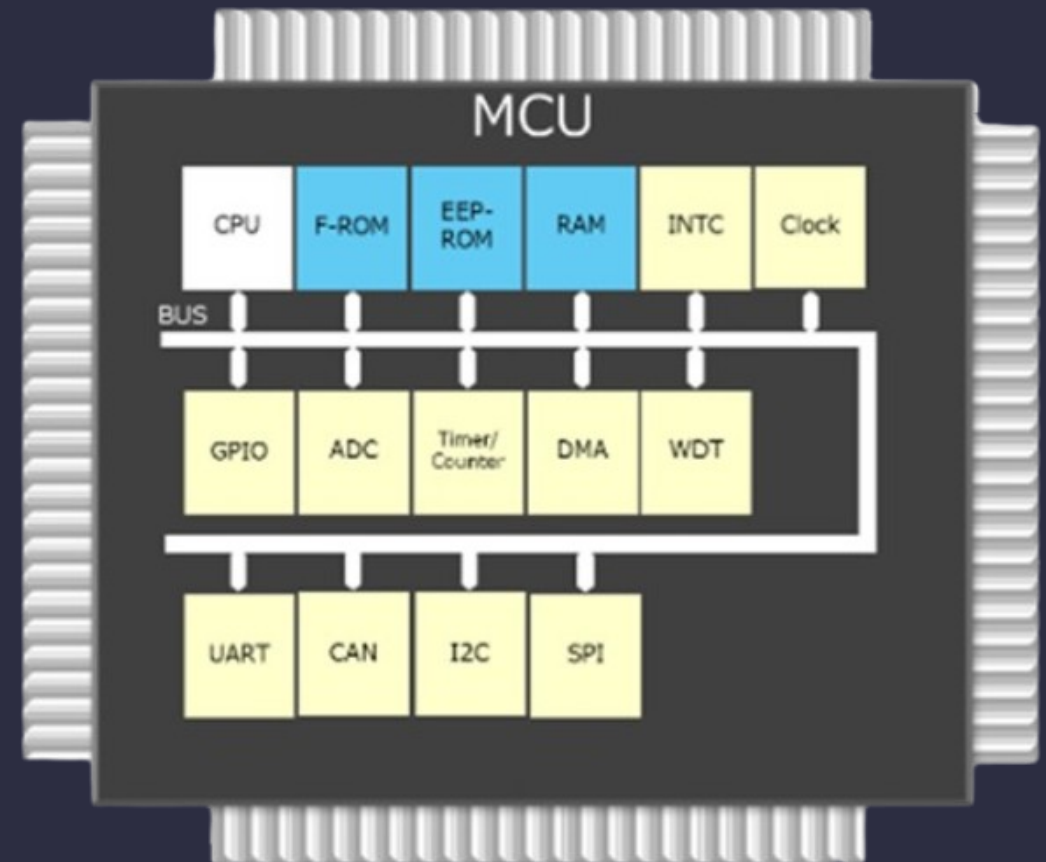 MCU
CPU
F-ROM
EEP-
ROM
RAM
INTC
Clock
BUS
GPIO
ADC
Timer/
Counter
DMA
WDT
UART
CAN
I2C
SPI